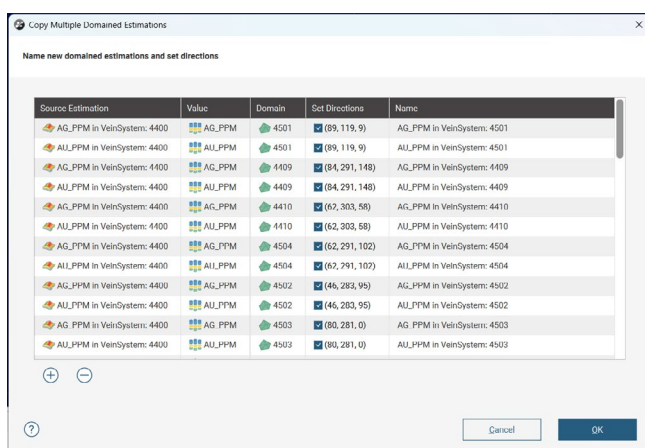 Copy Multiple Domained Estimations
Name new domained estimations and set directions
Source Estimation Value Domain Set Directions Name
AG_PPM in VeinSystem: 4400 AG_PPM 4501 (89, 119, 9) AG_PPM in VeinSystem: 4501
AU_PPM in VeinSystem: 4400 AU_PPM 4501 (89, 119, 9) AU_PPM in VeinSystem: 4501
AG_PPM in VeinSystem: 4400 AG_PPM 4409 (84, 291, 148) AG_PPM in VeinSystem: 4409
AU_PPM in VeinSystem: 4400 AU_PPM 4409 (84, 291, 148) AU_PPM in VeinSystem: 4409
AG_PPM in VeinSystem: 4400 AG_PPM 4410 (62, 303, 58) AG_PPM in VeinSystem: 4410
AU_PPM in VeinSystem: 4400 AU_PPM 4410 (62, 303, 58) AU_PPM in VeinSystem: 4410
AG_PPM in VeinSystem: 4400 AG_PPM 4504 (62, 291, 102) AG_PPM in VeinSystem: 4504
AU_PPM in VeinSystem: 4400 AU_PPM 4504 (62, 291, 102) AU_PPM in VeinSystem: 4504
AG_PPM in VeinSystem: 4400 AG_PPM 4502 (46, 283, 95) AG_PPM in VeinSystem: 4502
AU_PPM in VeinSystem: 4400 AU_PPM 4502 (46, 283, 95) AU_PPM in VeinSystem: 4502
AG_PPM in VeinSystem: 4400 AG_PPM 4503 (80, 281, 0) AG_PPM in VeinSystem: 4503
AU_PPM in VeinSystem: 4400 AU_PPM 4503 (80, 281, 0) AU_PPM in VeinSystem: 4503
? Cancel OK